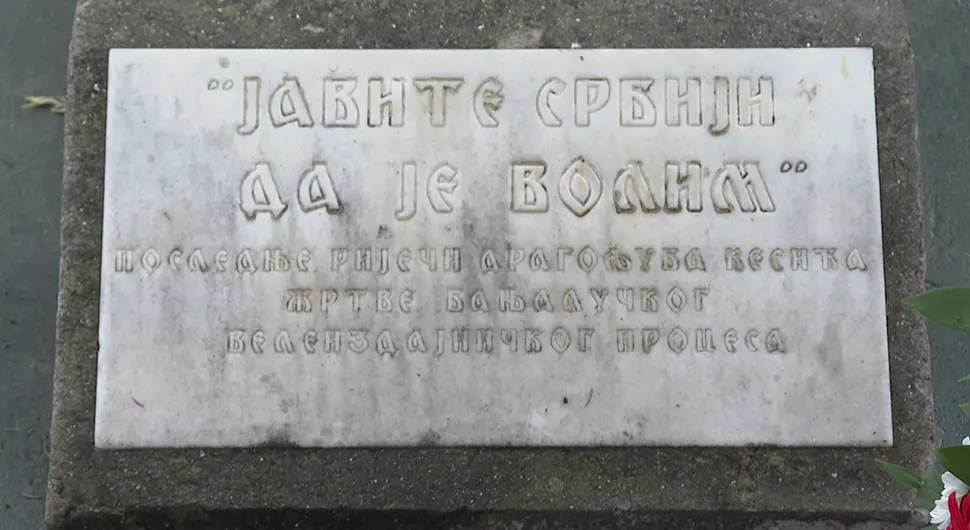 "ЈАВИТЕ СРБИЈИ
ДА ЈЕ ВОЛИМ"
ПОСЛЕДЊЕ РИЈЕЧИ ДРАГОЉУБА КЕСИЋА
ЖРТВЕ БАЊАЛУЧКОГ
ВЕЛЕИЗДАЈНИЧКОГ ПРОЦЕСА